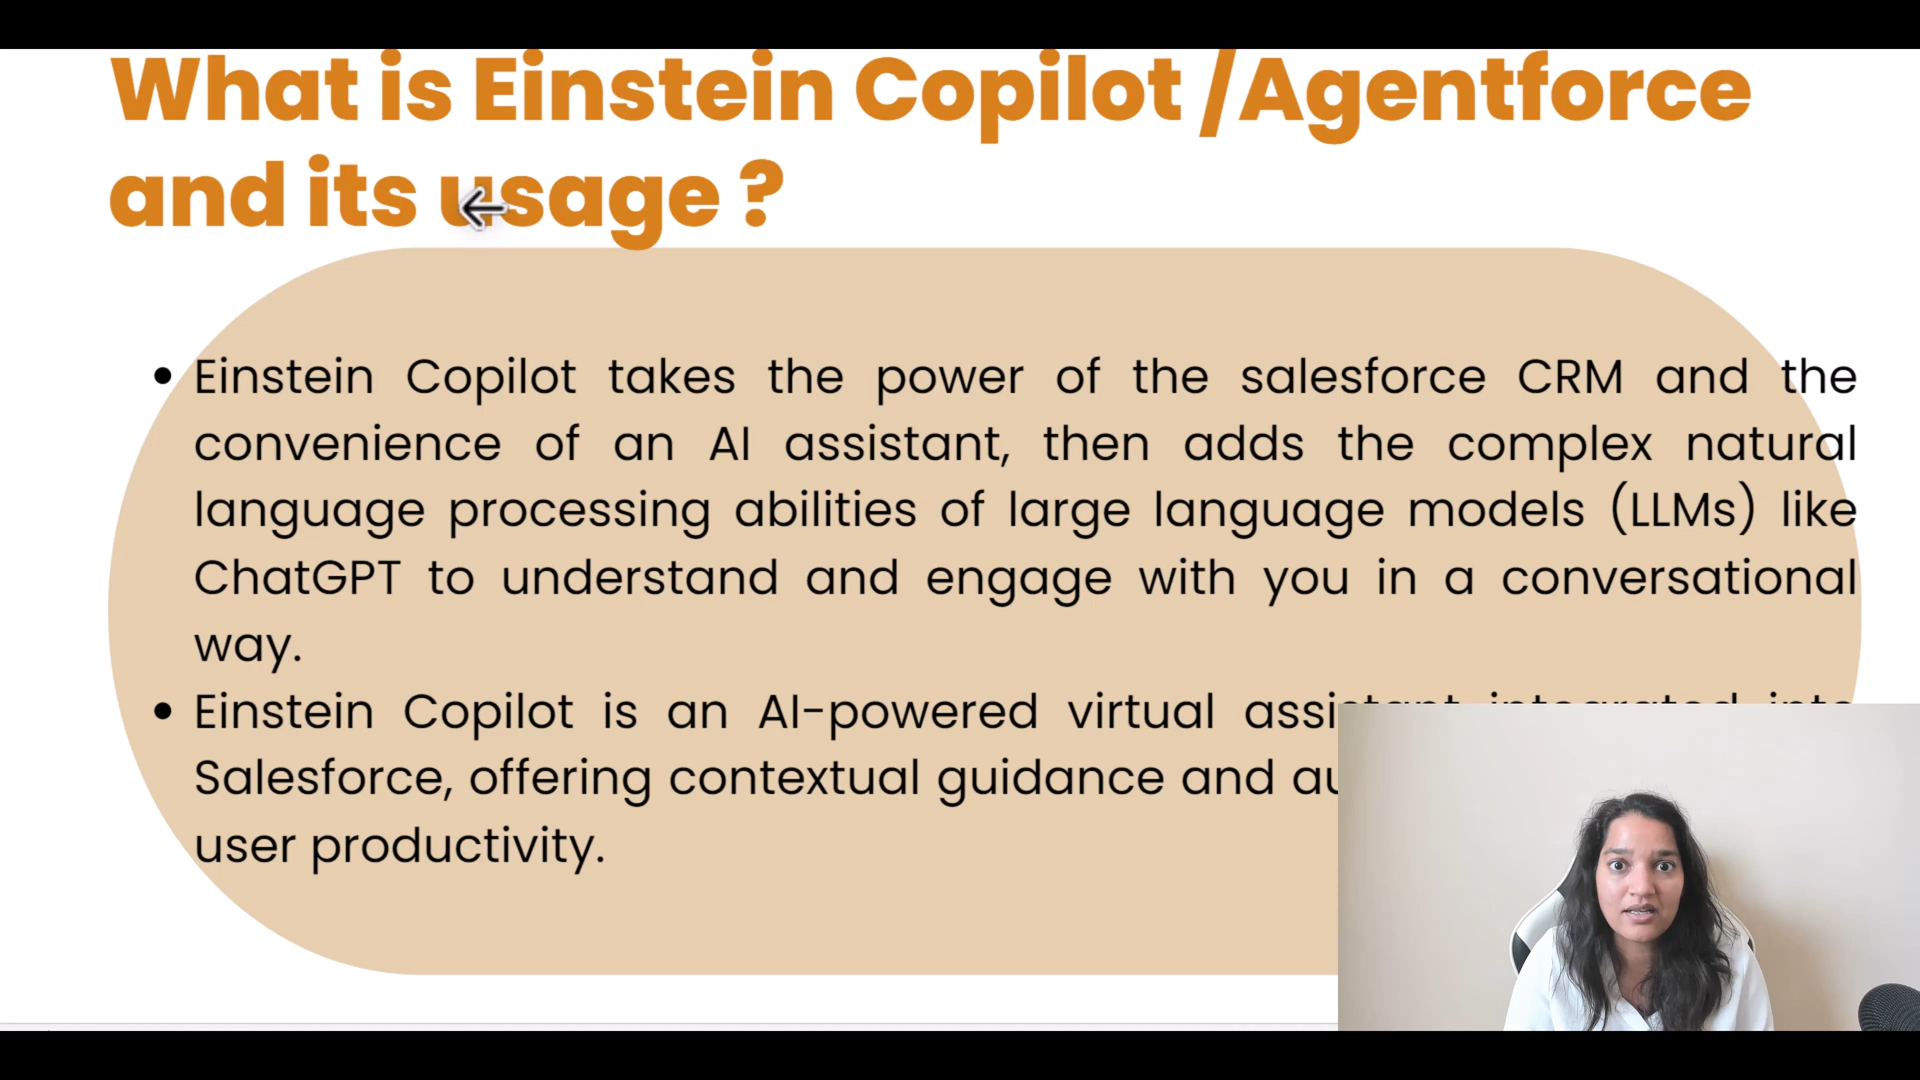 What is Einstein Copilot /Agentforce
and its usage ?
• Einstein Copilot takes the power of the salesforce CRM and the
convenience of an AI assistant, then adds the complex natural
language processing abilities of large language models (LLMs) like
ChatGPT to understand and engage with you in a conversational
way.
• Einstein Copilot is an AI-powered virtual assistant integrated into
Salesforce, offering contextual guidance and
user productivity.